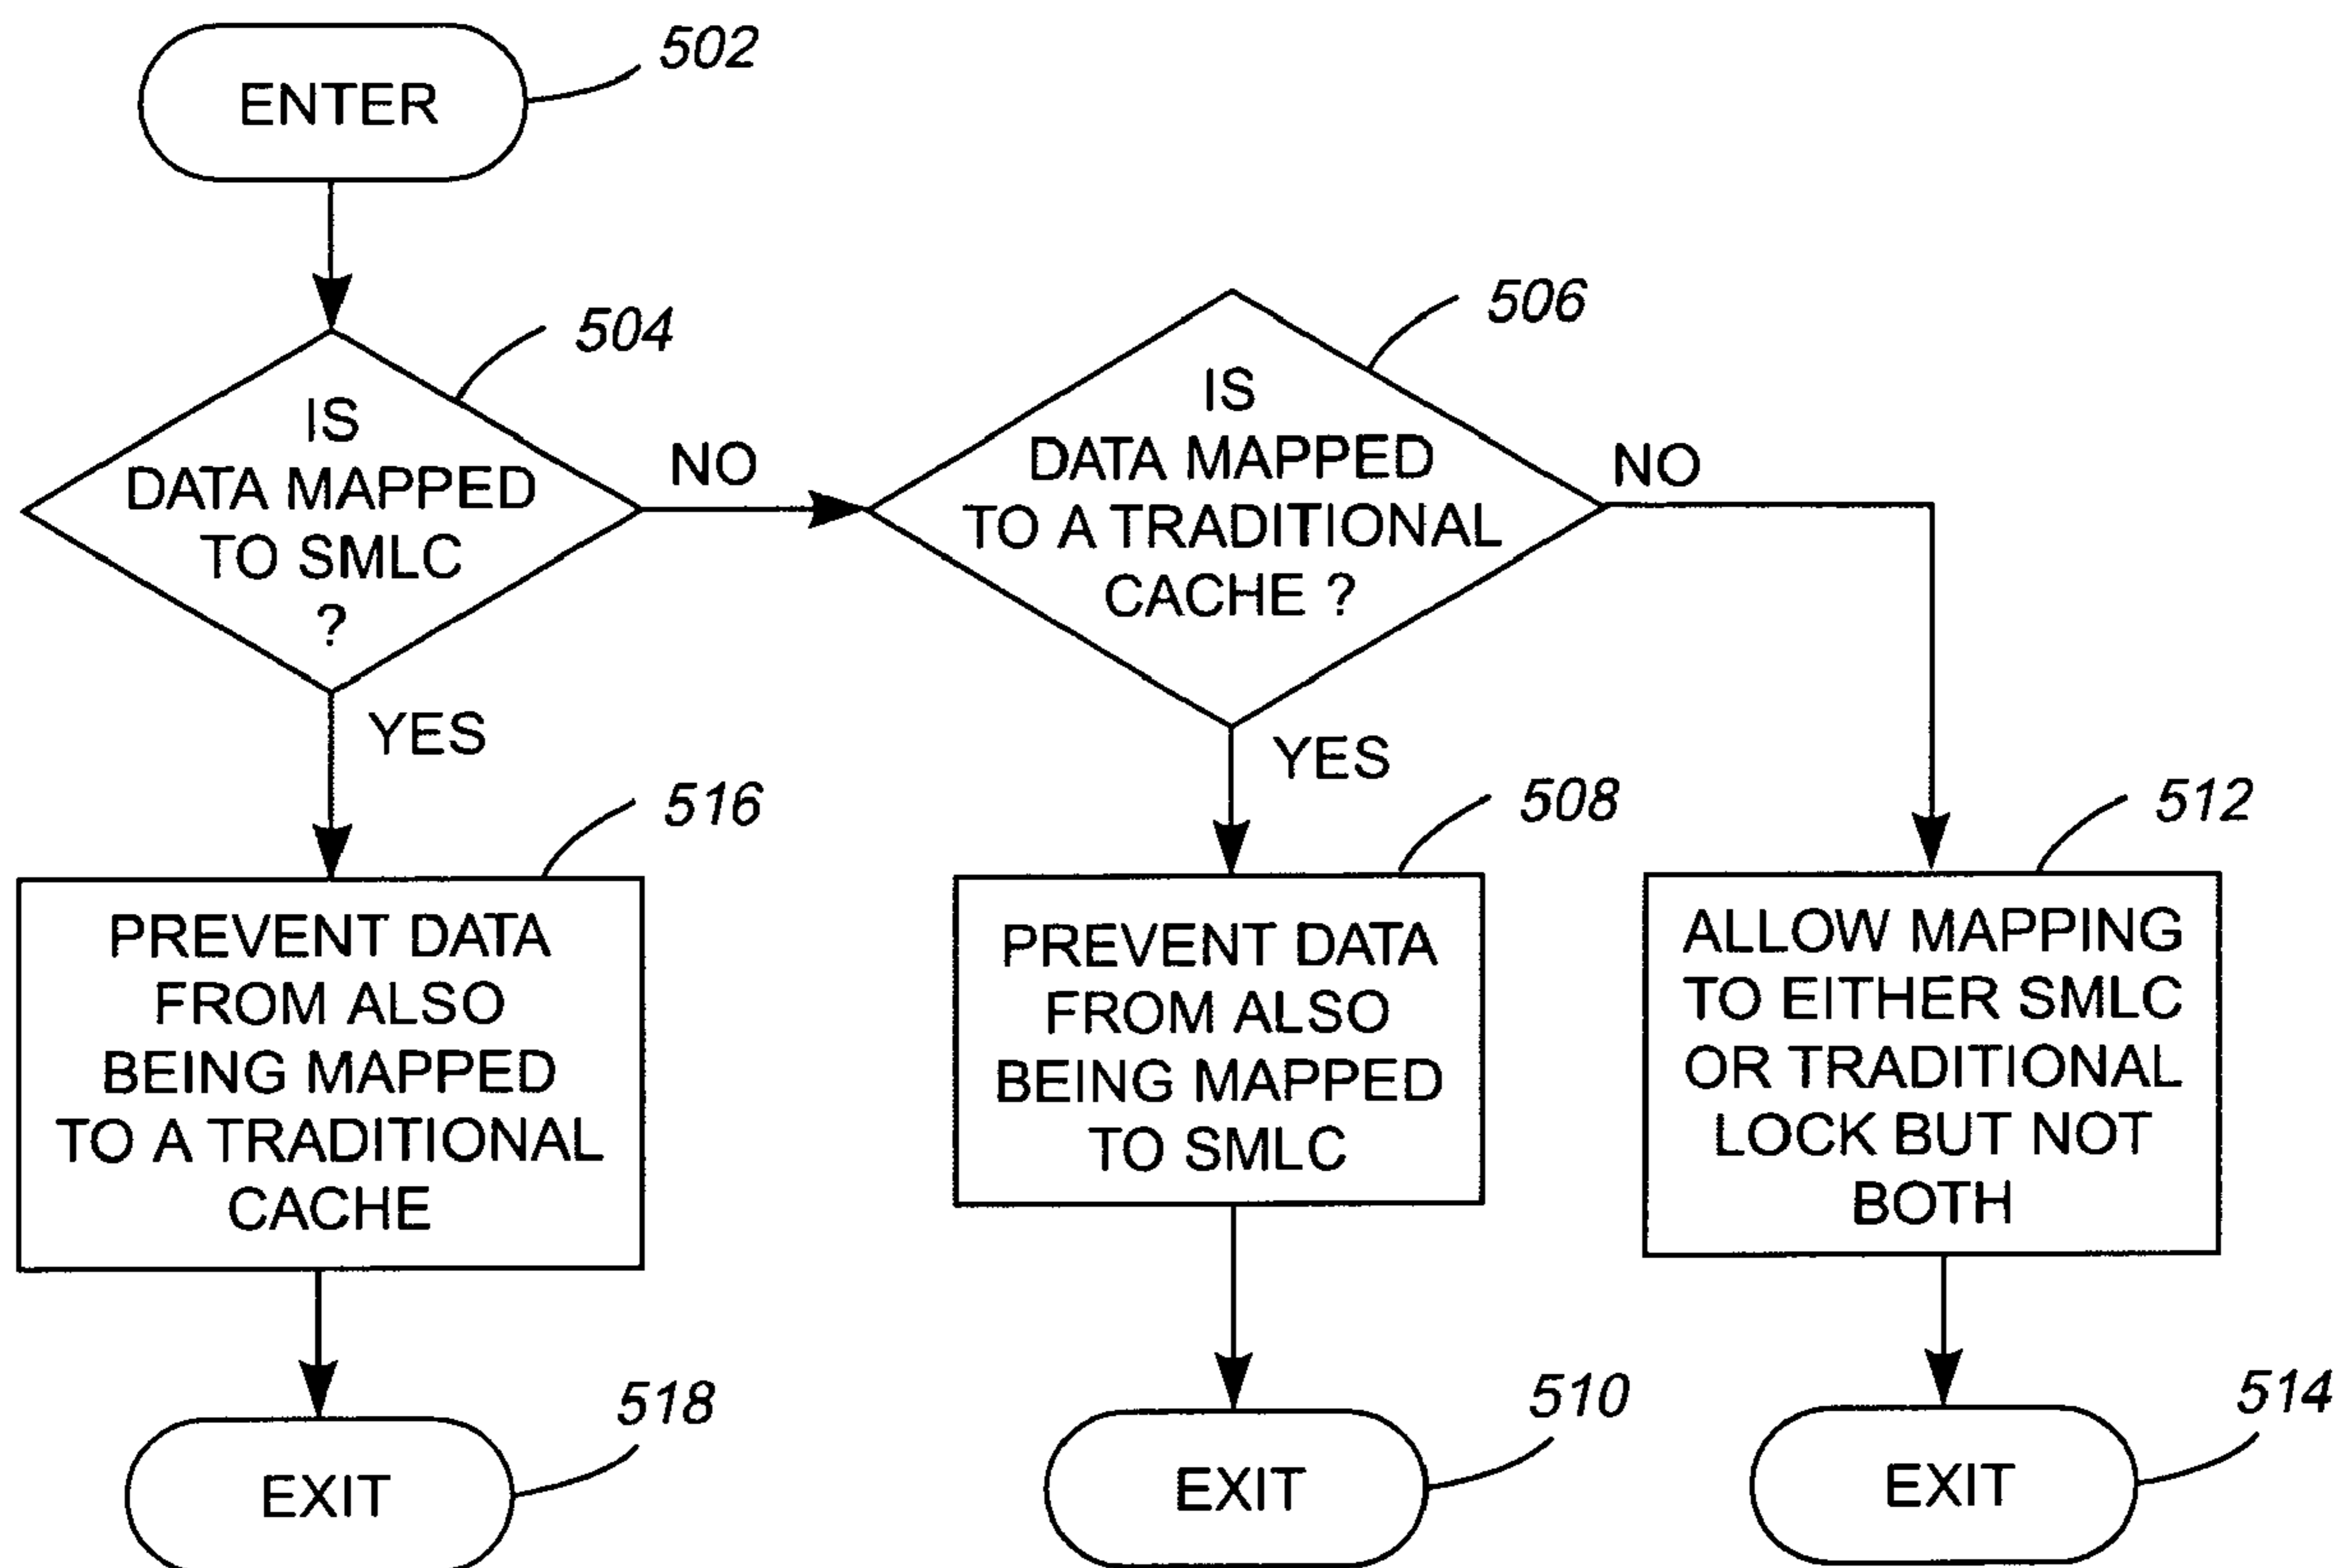 502
ENTER
504
IS
DATA MAPPED
TO SMLC
?
NO
YES
506
IS
DATA MAPPED
TO A TRADITIONAL
CACHE ?
NO
YES
516
PREVENT DATA
FROM ALSO
BEING MAPPED
TO A TRADITIONAL
CACHE
508
PREVENT DATA
FROM ALSO
BEING MAPPED
TO SMLC
512
ALLOW MAPPING
TO EITHER SMLC
OR TRADITIONAL
LOCK BUT NOT
BOTH
518
EXIT
510
EXIT
514
EXIT